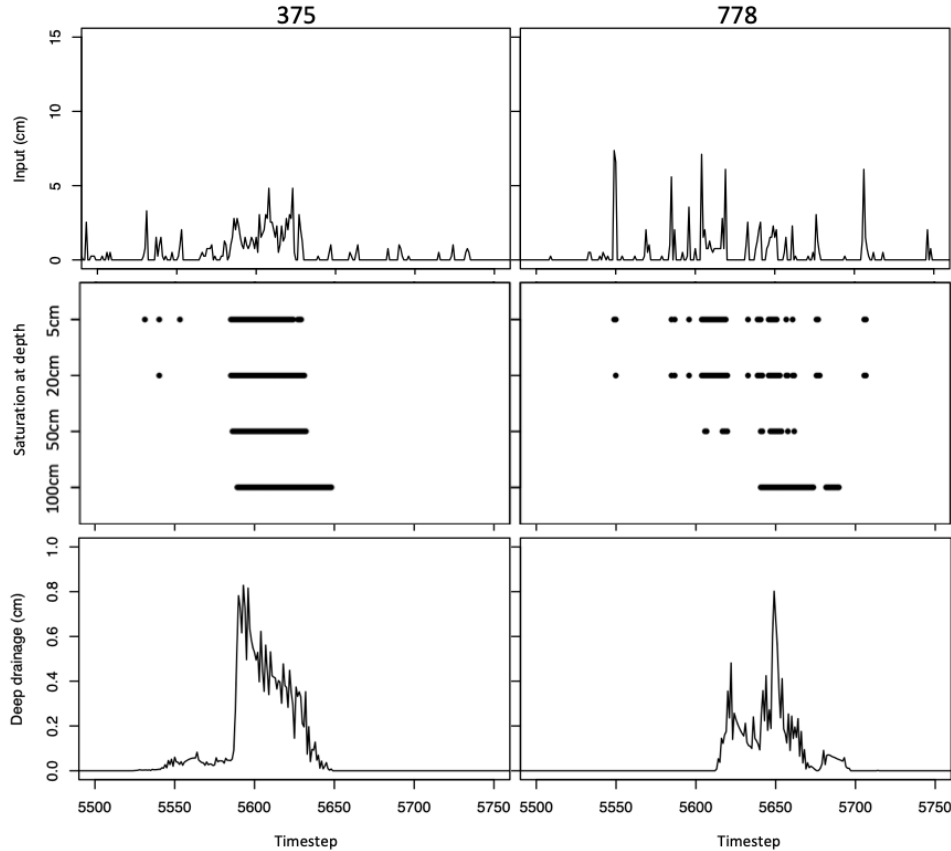 375 778
15
10
5
0
Input (cm)
5cm
20cm
50cm
100cm
Saturation at depth
1.0
0.8
0.6
0.4
0.2
0.0
Deep drainage (cm)
5500 5550 5600 5650 5700 5750 5500 5550 5600 5650 5700 5750
Timestep Timestep